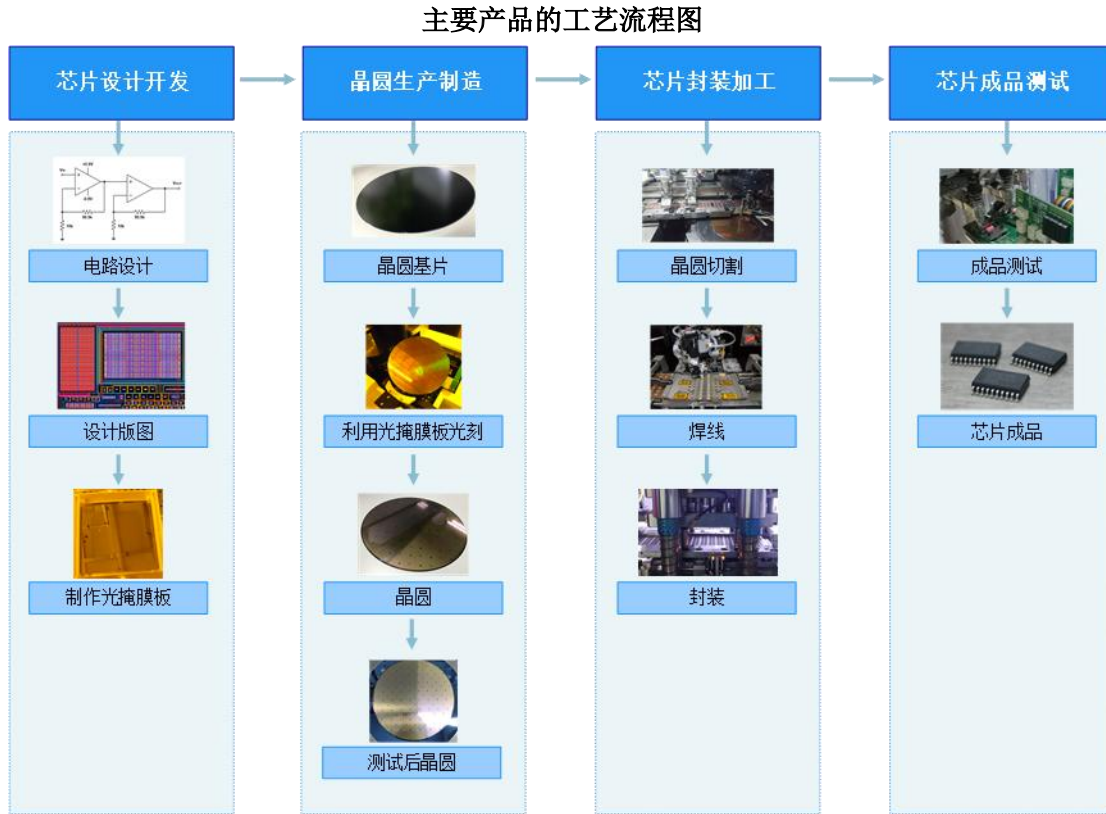 主要产品的工艺流程图
芯片设计开发
晶圆生产制造
芯片封装加工
芯片成品测试
电路设计
设计版图
制作光掩膜板
晶圆基片
利用光掩膜板光刻
晶圆
测试后晶圆
晶圆切割
焊线
封装
成品测试
芯片成品